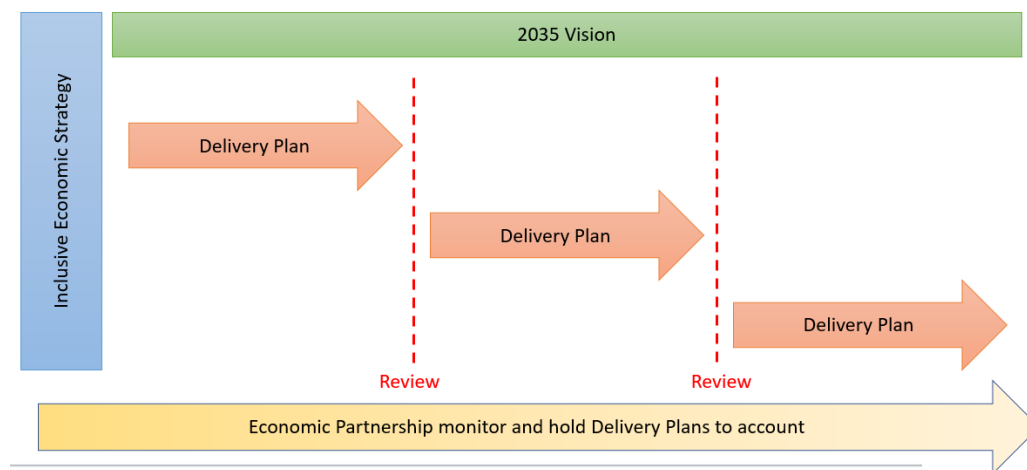 Inclusive Economic Strategy
2035 Vision
Delivery Plan
Delivery Plan
Delivery Plan
Review
Review
Economic Partnership monitor and hold Delivery Plans to account